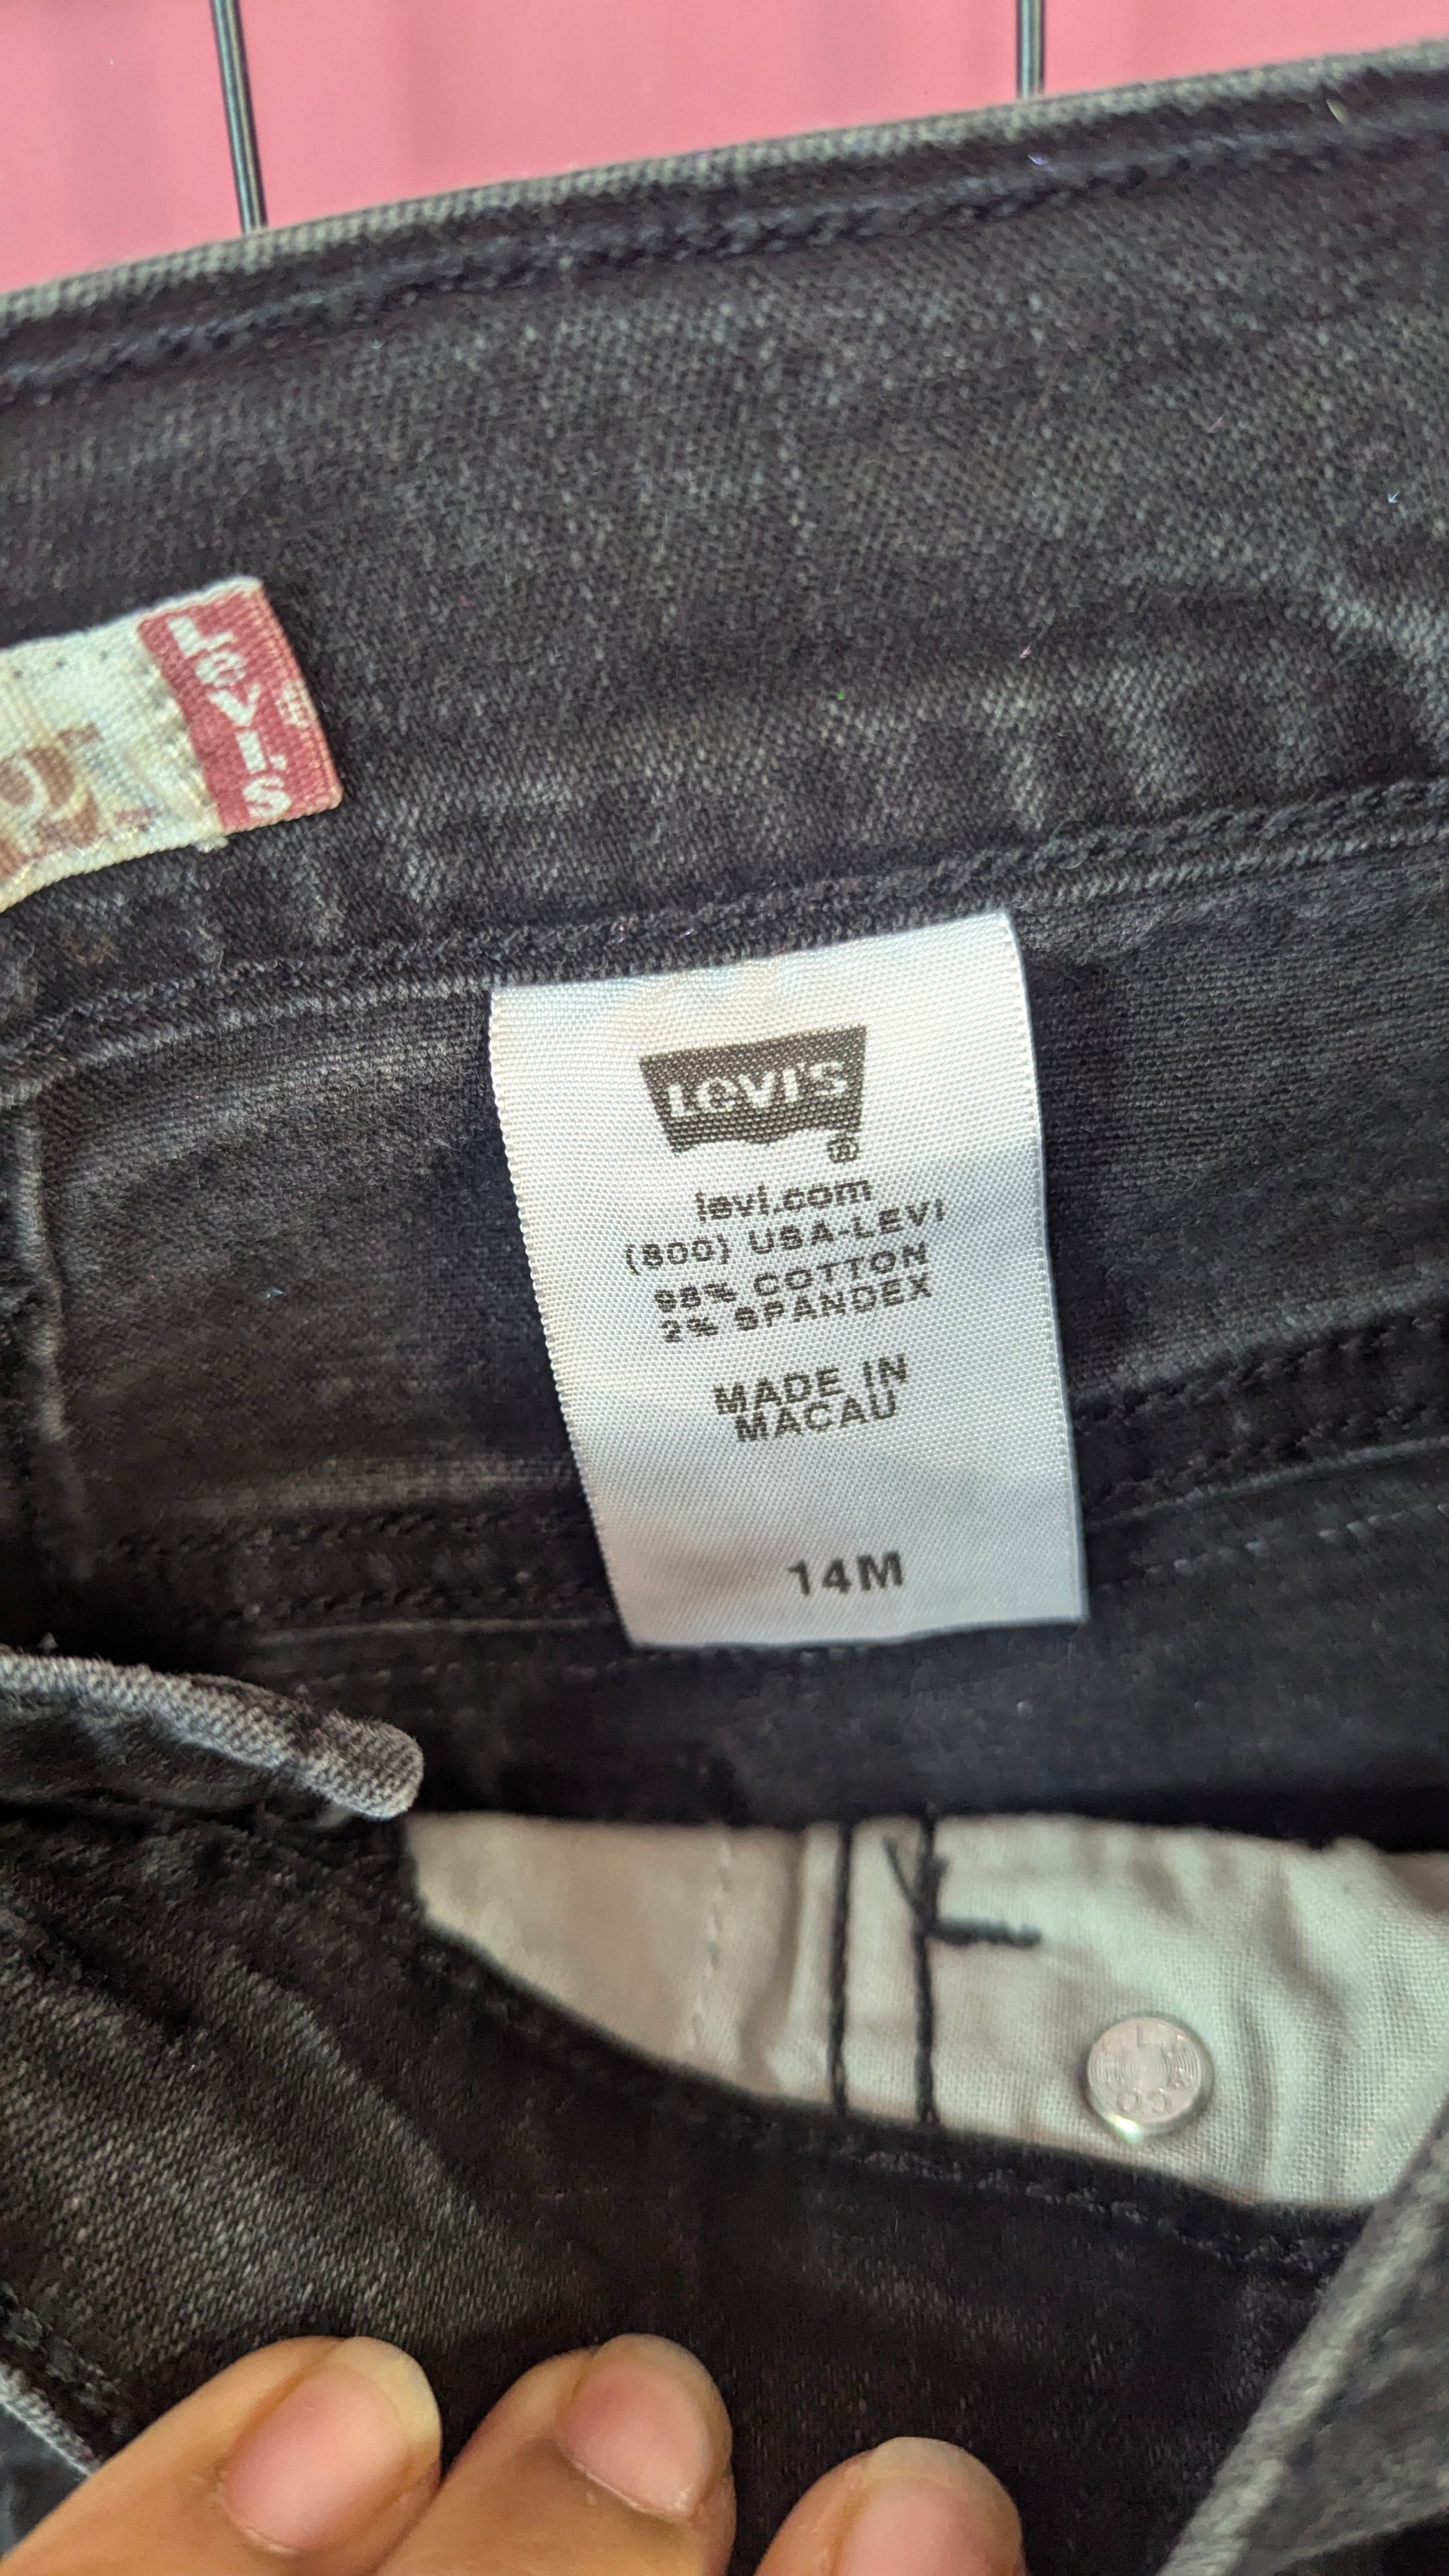 Levi's
LEVI'S
®
levi.com
(800) USA-LEVI
98% COTTON
2% SPANDEX
MADE IN
MACAU
14M